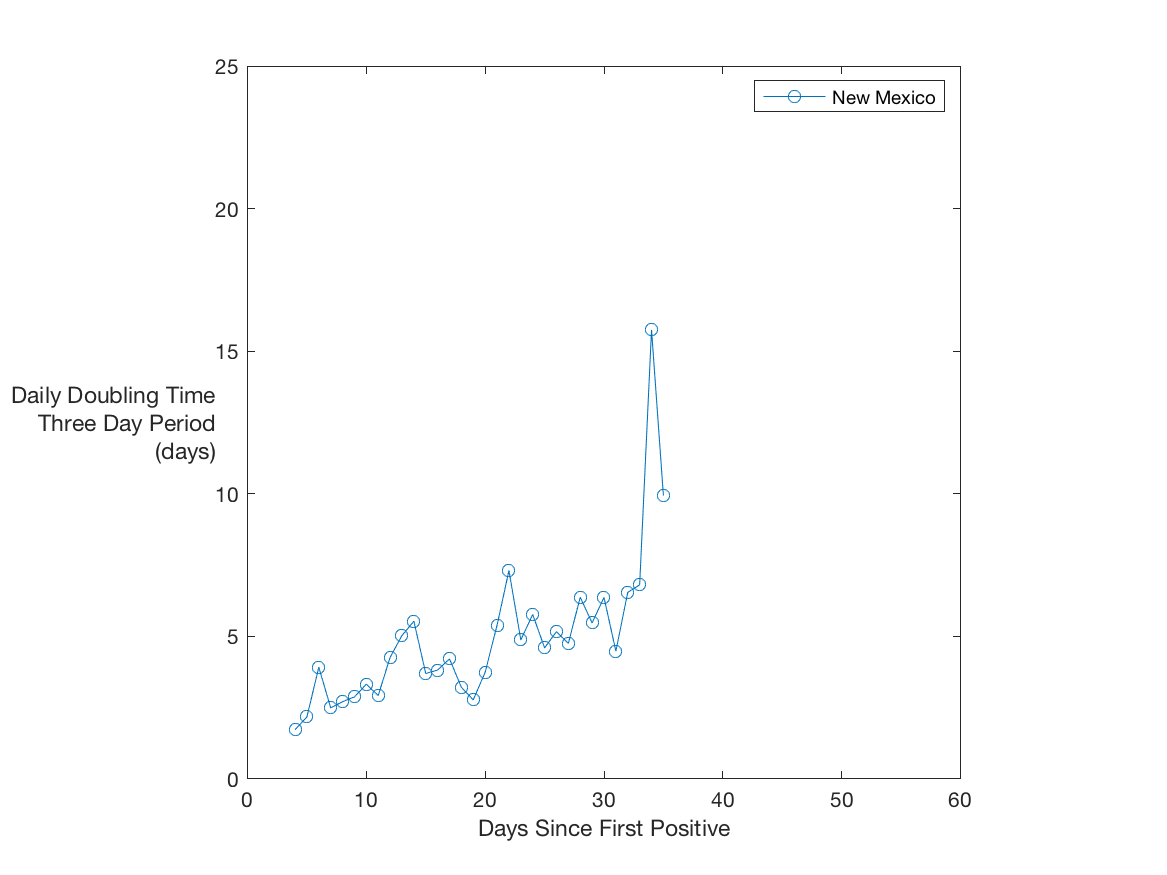 25
20
15
10
5
0
0 10 20 30 40 50 60
Daily Doubling Time
Three Day Period
(days)
Days Since First Positive
New Mexico